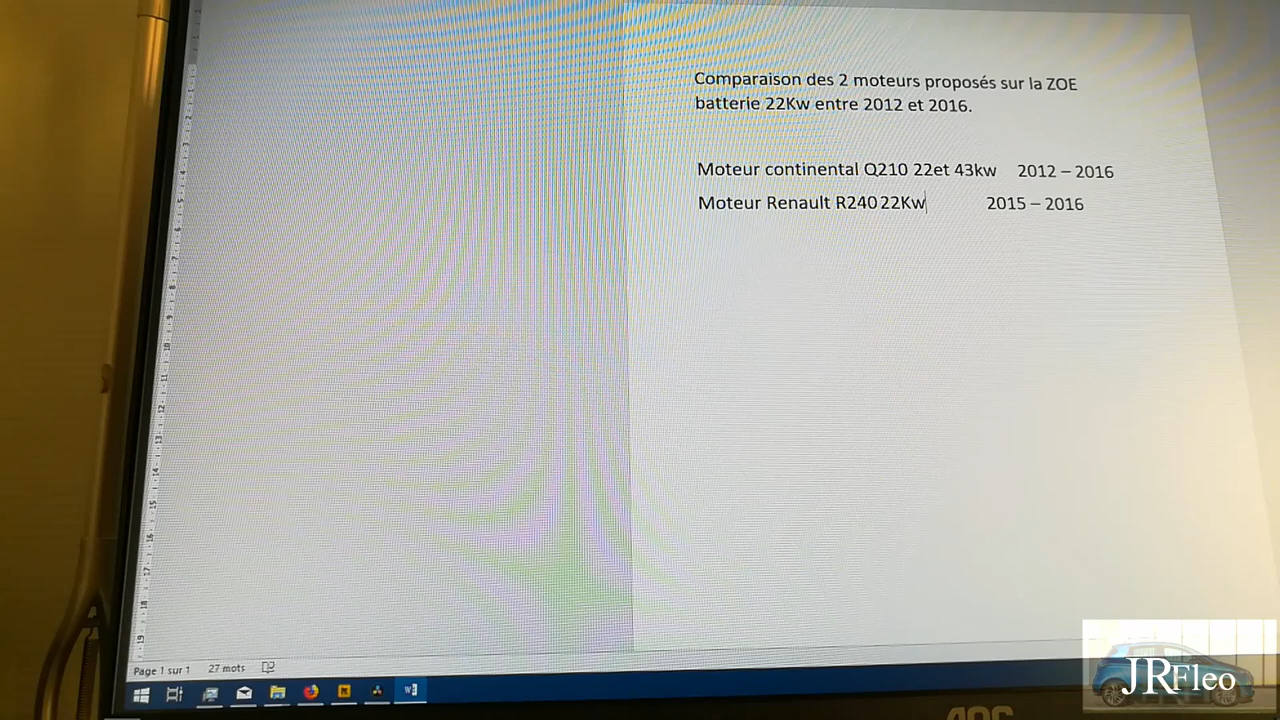 Comparaison des 2 moteurs proposés sur la ZOE
batterie 22Kw entre 2012 et 2016.
Moteur continental Q210 22et 43kw 2012 – 2016
Moteur Renault R240 22Kw 2015 – 2016
Page 1 sur 1 27 mots
JRFleo
AOC